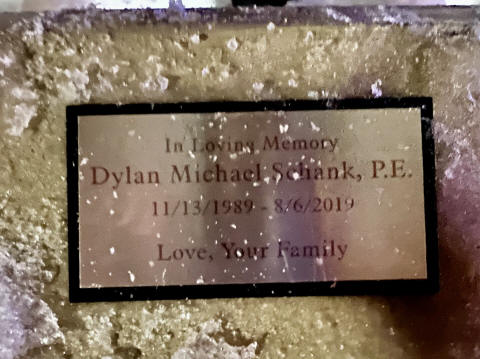 In Loving Memory
Dylan Michael Schank, P.E.
11/13/1989 - 8/6/2019
Love, Your Family